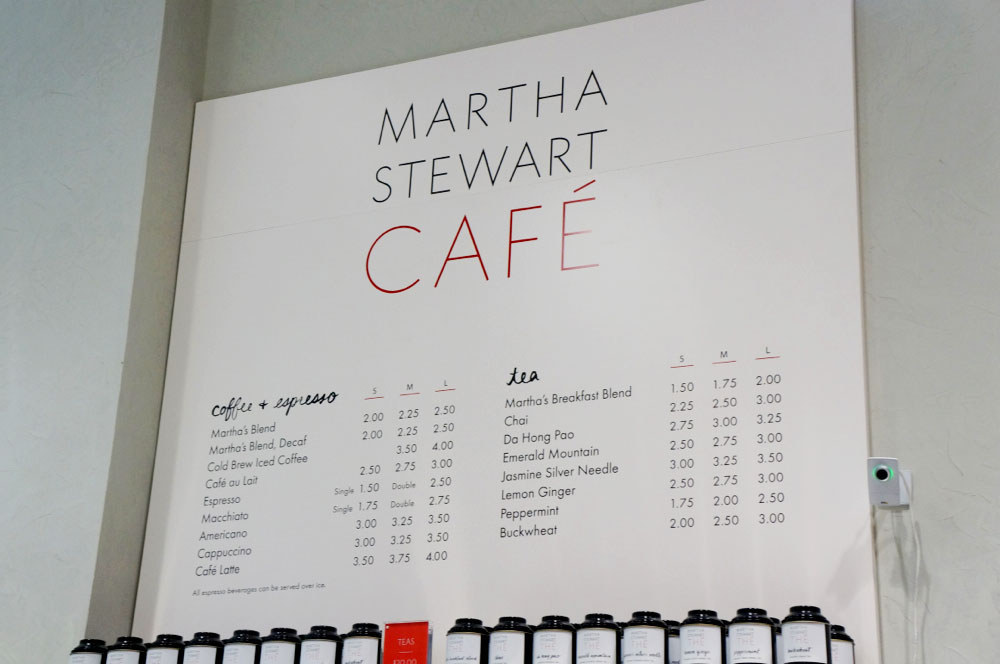 MARTHA
STEWART
CAFÉ
coffee + espresso S M L
Martha's Blend 2.00 2.25 2.50
Martha's Blend, Decaf 2.00 2.25 2.50
Cold Brew Iced Coffee 3.50 4.00
Café au Lait 2.50 2.75 3.00
Espresso Single 1.50 Double 2.50
Macchiato Single 1.75 Double 2.75
Americano 3.00 3.25 3.50
Cappuccino 3.00 3.25 3.50
Café Latte 3.50 3.75 4.00
All espresso beverages can be served over ice.
tea S M L
Martha's Breakfast Blend 1.50 1.75 2.00
Chai 2.25 2.50 3.00
Da Hong Pao 2.75 3.00 3.25
Emerald Mountain 2.50 2.75 3.00
Jasmine Silver Needle 3.00 3.25 3.50
Lemon Ginger 2.50 2.75 3.00
Peppermint 1.75 2.00 2.50
Buckwheat 2.00 2.50 3.00
TEAS
peppermint
buckwheat